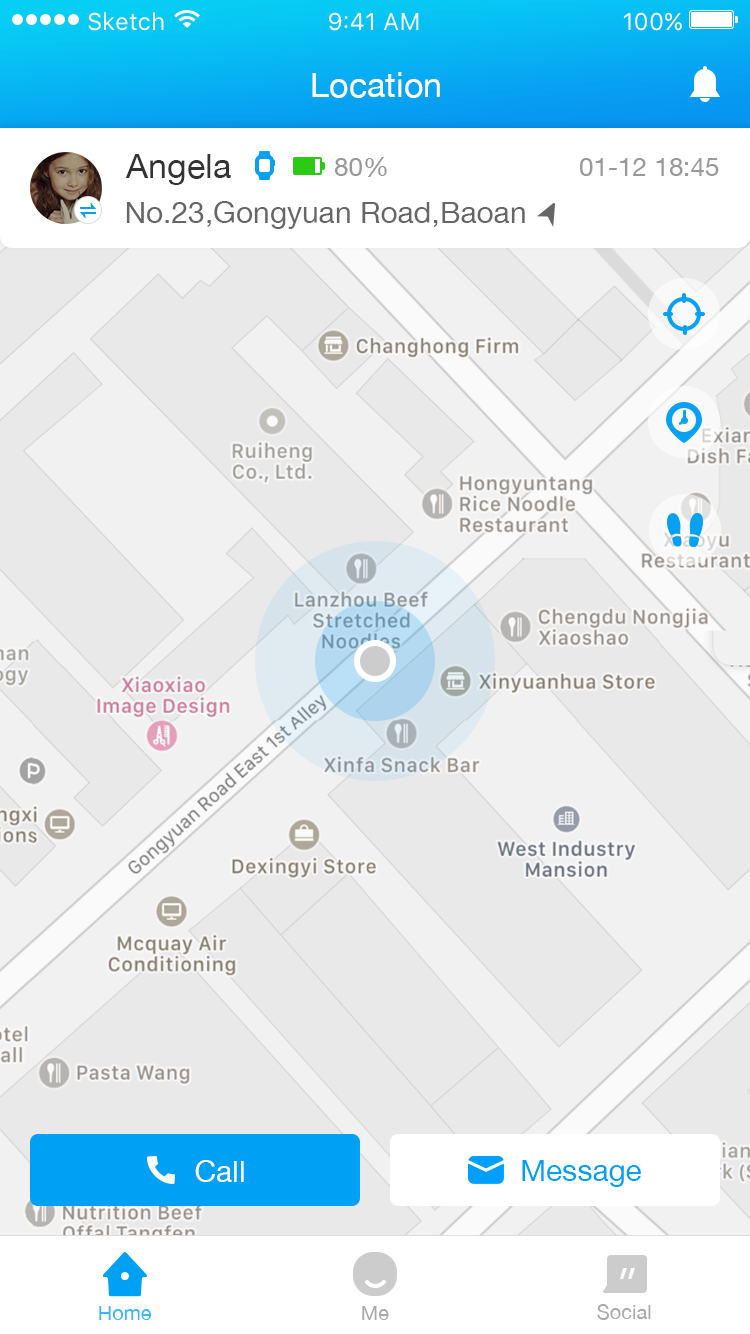 Sketch 9:41 AM 100%
Location
Angela 80% 01-12 18:45
No.23,Gongyuan Road,Baoan
Changhong Firm
Ruiheng
Co., Ltd.
Exian
Dish Fa
Hongyuntang
Rice Noodle
Restaurant
Restaurant
Lanzhou Beef
Stretched
Noodles
Chengdu Nongjia
Xiaoshao
Xinyuanhua Store
Xiaoxiao
Image Design
Xinfa Snack Bar
P
Gongyuan Road East 1st Alley
ngxi
ions
Dexingyi Store
West Industry
Mansion
Mcquay Air
Conditioning
otel
all
Pasta Wang
Call
Message
Nutrition Beef
Offal Tangfen
Home
Me
Social